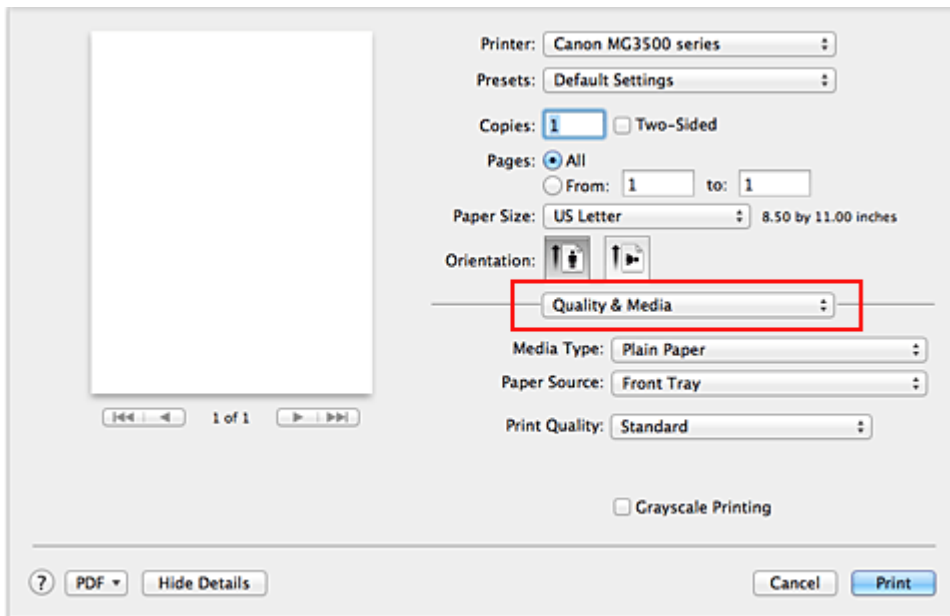 Printer: Canon MG3500 series
Presets: Default Settings
Copies: 1 Two-Sided
Pages: All
From: 1 to: 1
Paper Size: US Letter 8.50 by 11.00 inches
Orientation:
Quality & Media
Media Type: Plain Paper
Paper Source: Front Tray
1 of 1
Print Quality: Standard
Grayscale Printing
? PDF Hide Details Cancel Print